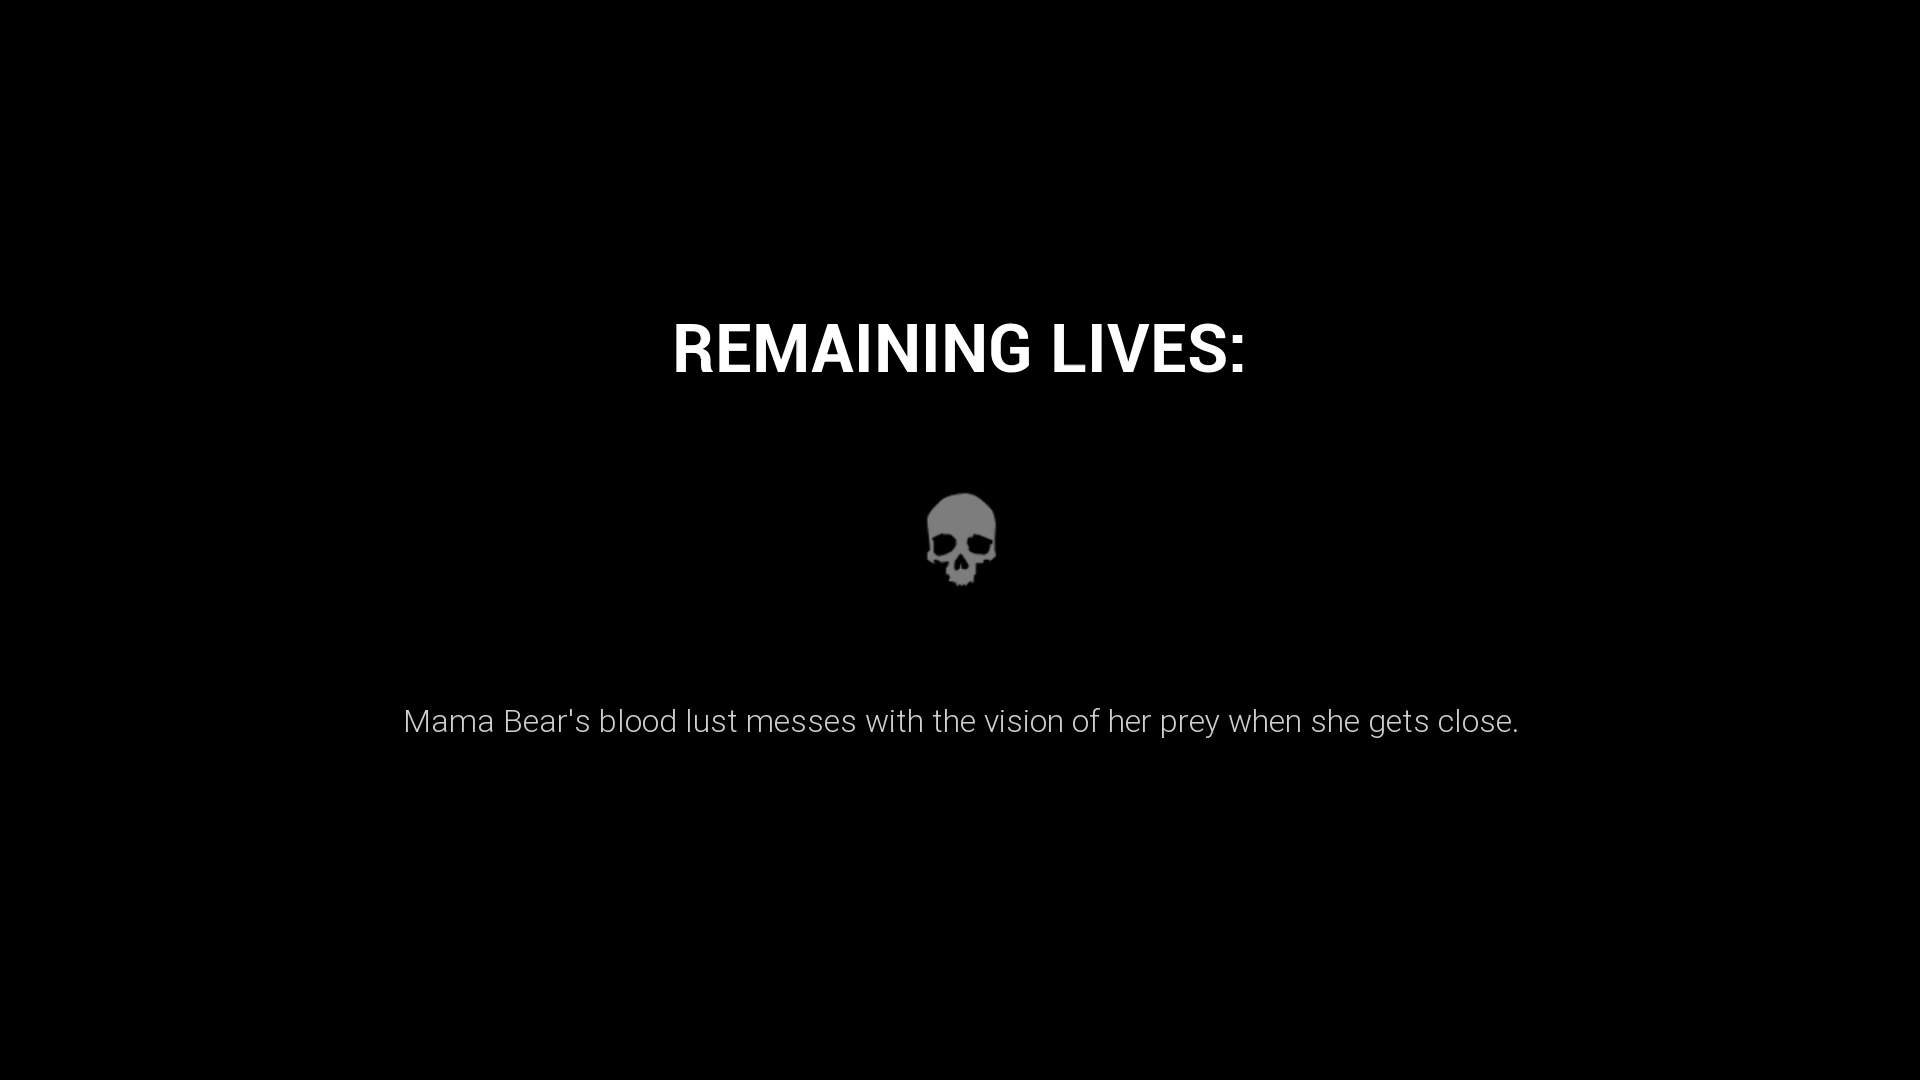 REMAINING LIVES:
Mama Bear's blood lust messes with the vision of her prey when she gets close.